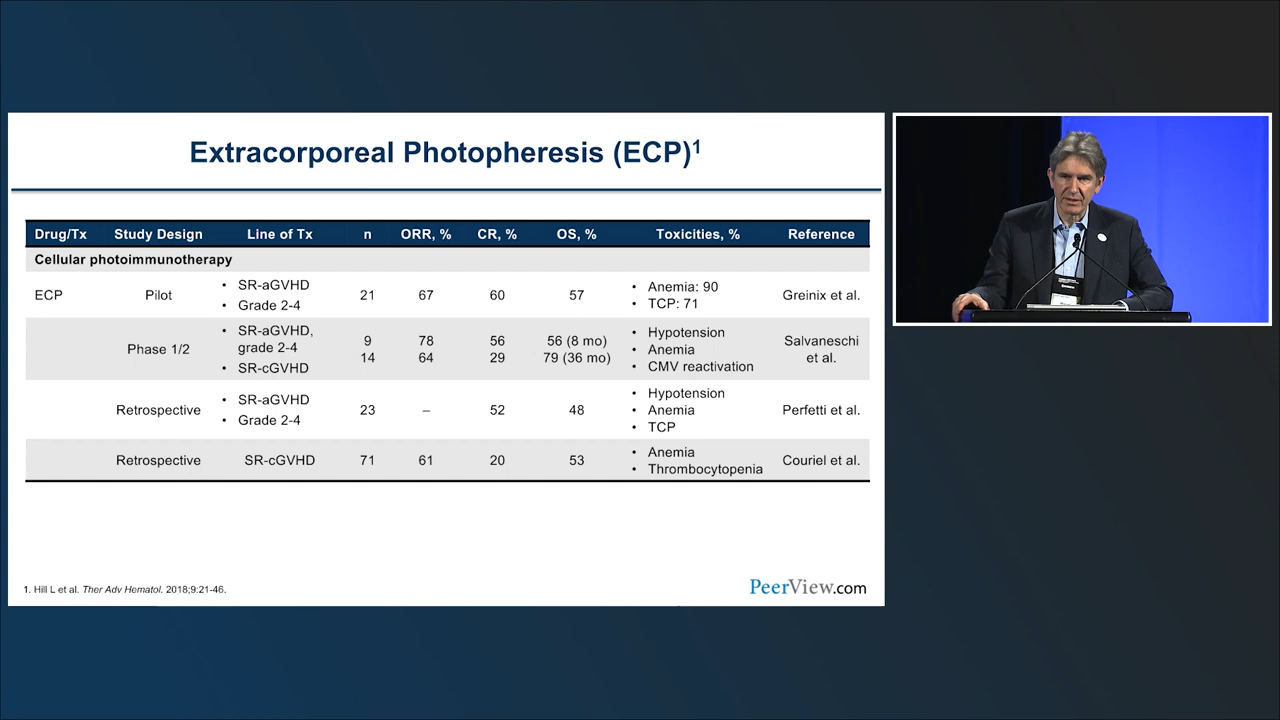 Extracorporeal Photopheresis (ECP)1
Drug/Tx Study Design Line of Tx n ORR, % CR, % OS, % Toxicities, % Reference
Cellular photoimmunotherapy
ECP Pilot • SR-aGVHD • Grade 2-4 21 67 60 57 • Anemia: 90 • TCP: 71 Greinix et al.
Phase 1/2 • SR-aGVHD, grade 2-4 • SR-cGVHD 9 14 78 64 56 29 56 (8 mo) 79 (36 mo) • Hypotension • Anemia • CMV reactivation Salvaneschi et al.
Retrospective • SR-aGVHD • Grade 2-4 23 – 52 48 • Hypotension • Anemia • TCP Perfetti et al.
Retrospective SR-cGVHD 71 61 20 53 • Anemia • Thrombocytopenia Couriel et al.
1. Hill L et al. Ther Adv Hematol. 2018;9:21-46.
PeerView.com